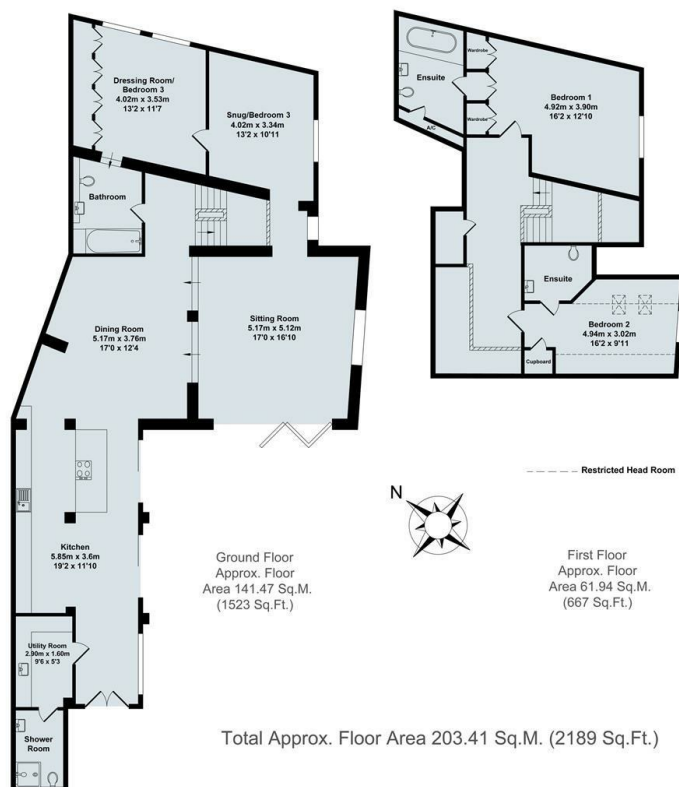 Dressing Room/
Bedroom 3
4.02m x 3.53m
13'2 x 11'7
Snug/Bedroom 3
4.02m x 3.34m
13'2 x 10'11
Bathroom
Dining Room
5.17m x 3.76m
17'0 x 12'4
Sitting Room
5.17m x 5.12m
17'0 x 16'10
Kitchen
5.85m x 3.6m
19'2 x 11'10
Utility Room
2.90m x 1.60m
9'6 x 5'3
Shower
Room
Ensuite
Wardrobe
Wardrobe
A/C
Bedroom 1
4.92m x 3.90m
16'2 x 12'10
Ensuite
Bedroom 2
4.94m x 3.02m
16'2 x 9'11
Cupboard
Restricted Head Room
N
Ground Floor
Approx. Floor
Area 141.47 Sq.M.
(1523 Sq.Ft.)
First Floor
Approx. Floor
Area 61.94 Sq.M.
(667 Sq.Ft.)
Total Approx. Floor Area 203.41 Sq.M. (2189 Sq.Ft.)